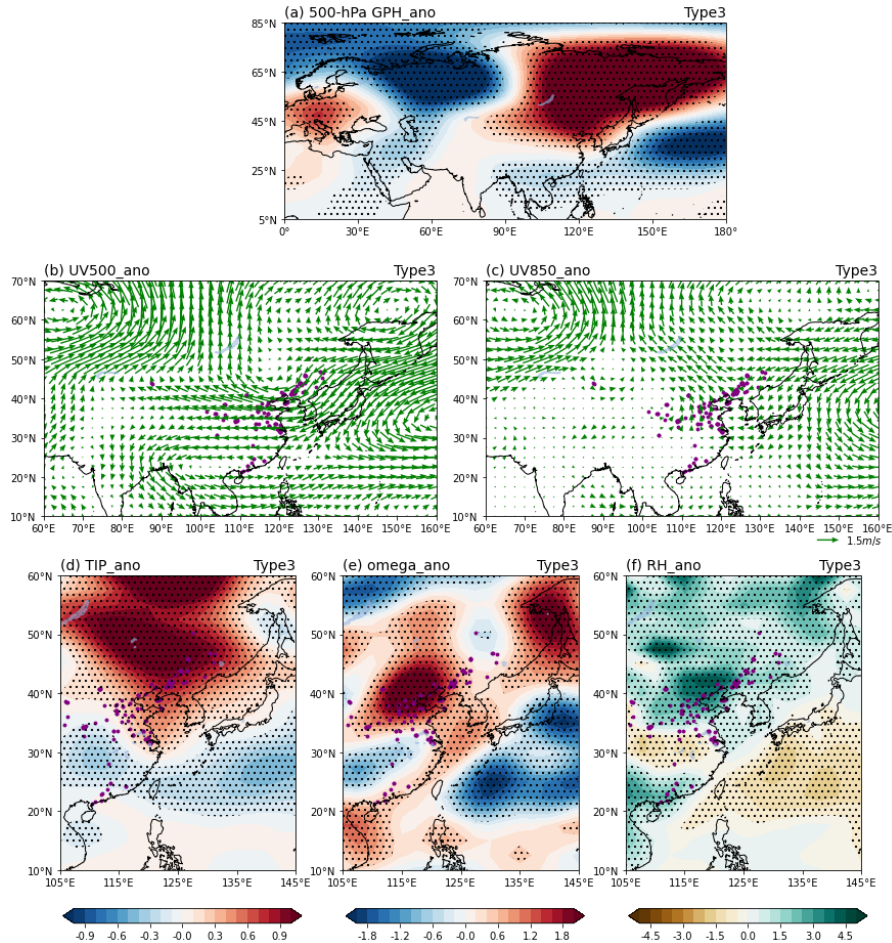 (a) 500-hPa GPH_ano Type3
85°N
65°N
45°N
25°N
5°N
0° 30°E 60°E 90°E 120°E 150°E 180°
(b) UV500_ano Type3 (c) UV850_ano Type3
70°N 70°N
60°N 60°N
50°N 50°N
40°N 40°N
30°N 30°N
20°N 20°N
10°N 10°N
60°E 70°E 80°E 90°E 100°E 110°E 120°E 130°E 140°E 150°E 160°E 60°E 70°E 80°E 90°E 100°E 110°E 120°E 130°E 140°E 150°E 160°E
1.5m/s
(d) TIP_ano Type3 (e) omega_ano Type3 (f) RH_ano Type3
60°N 60°N 60°N
50°N 50°N 50°N
40°N 40°N 40°N
30°N 30°N 30°N
20°N 20°N 20°N
10°N 10°N 10°N
105°E 115°E 125°E 135°E 145°E 105°E 115°E 125°E 135°E 145°E 105°E 115°E 125°E 135°E 145°E
-0.9 -0.6 -0.3 -0.0 0.3 0.6 0.9 -1.8 -1.2 -0.6 -0.0 0.6 1.2 1.8 -4.5 -3.0 -1.5 -0.0 1.5 3.0 4.5